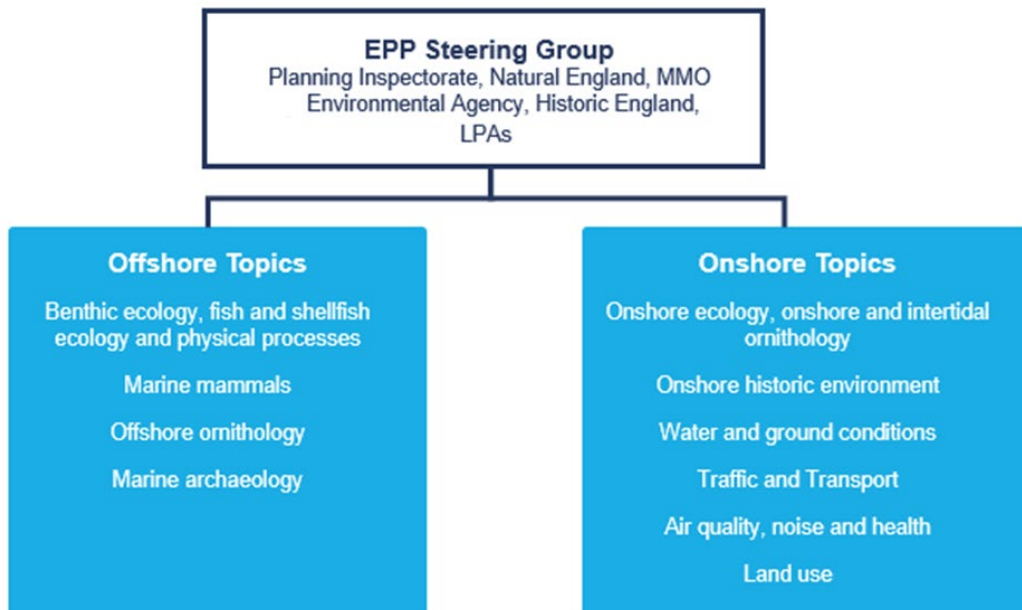 EPP Steering Group
Planning Inspectorate, Natural England, MMO
Environmental Agency, Historic England,
LPAs
Offshore Topics
Benthic ecology, fish and shellfish
ecology and physical processes
Marine mammals
Offshore ornithology
Marine archaeology
Onshore Topics
Onshore ecology, onshore and intertidal
ornithology
Onshore historic environment
Water and ground conditions
Traffic and Transport
Air quality, noise and health
Land use